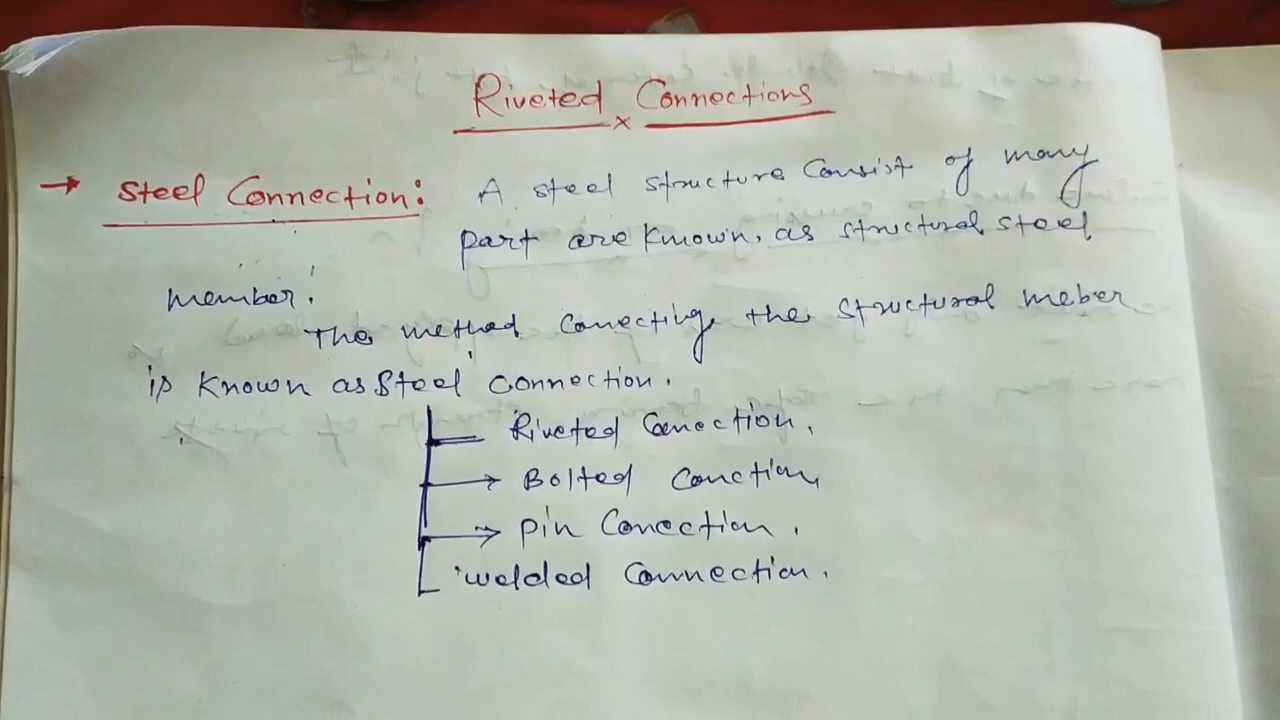 Riveted x Connections
→ Steel Connection: A steel structure Consist of many
part are known, as structural steel
member.
The method Conecting the structural meber
is known as Steel connection.
Riveted Conection.
→ Bolted Conction,
→ Pin Conection.
welded Connection.